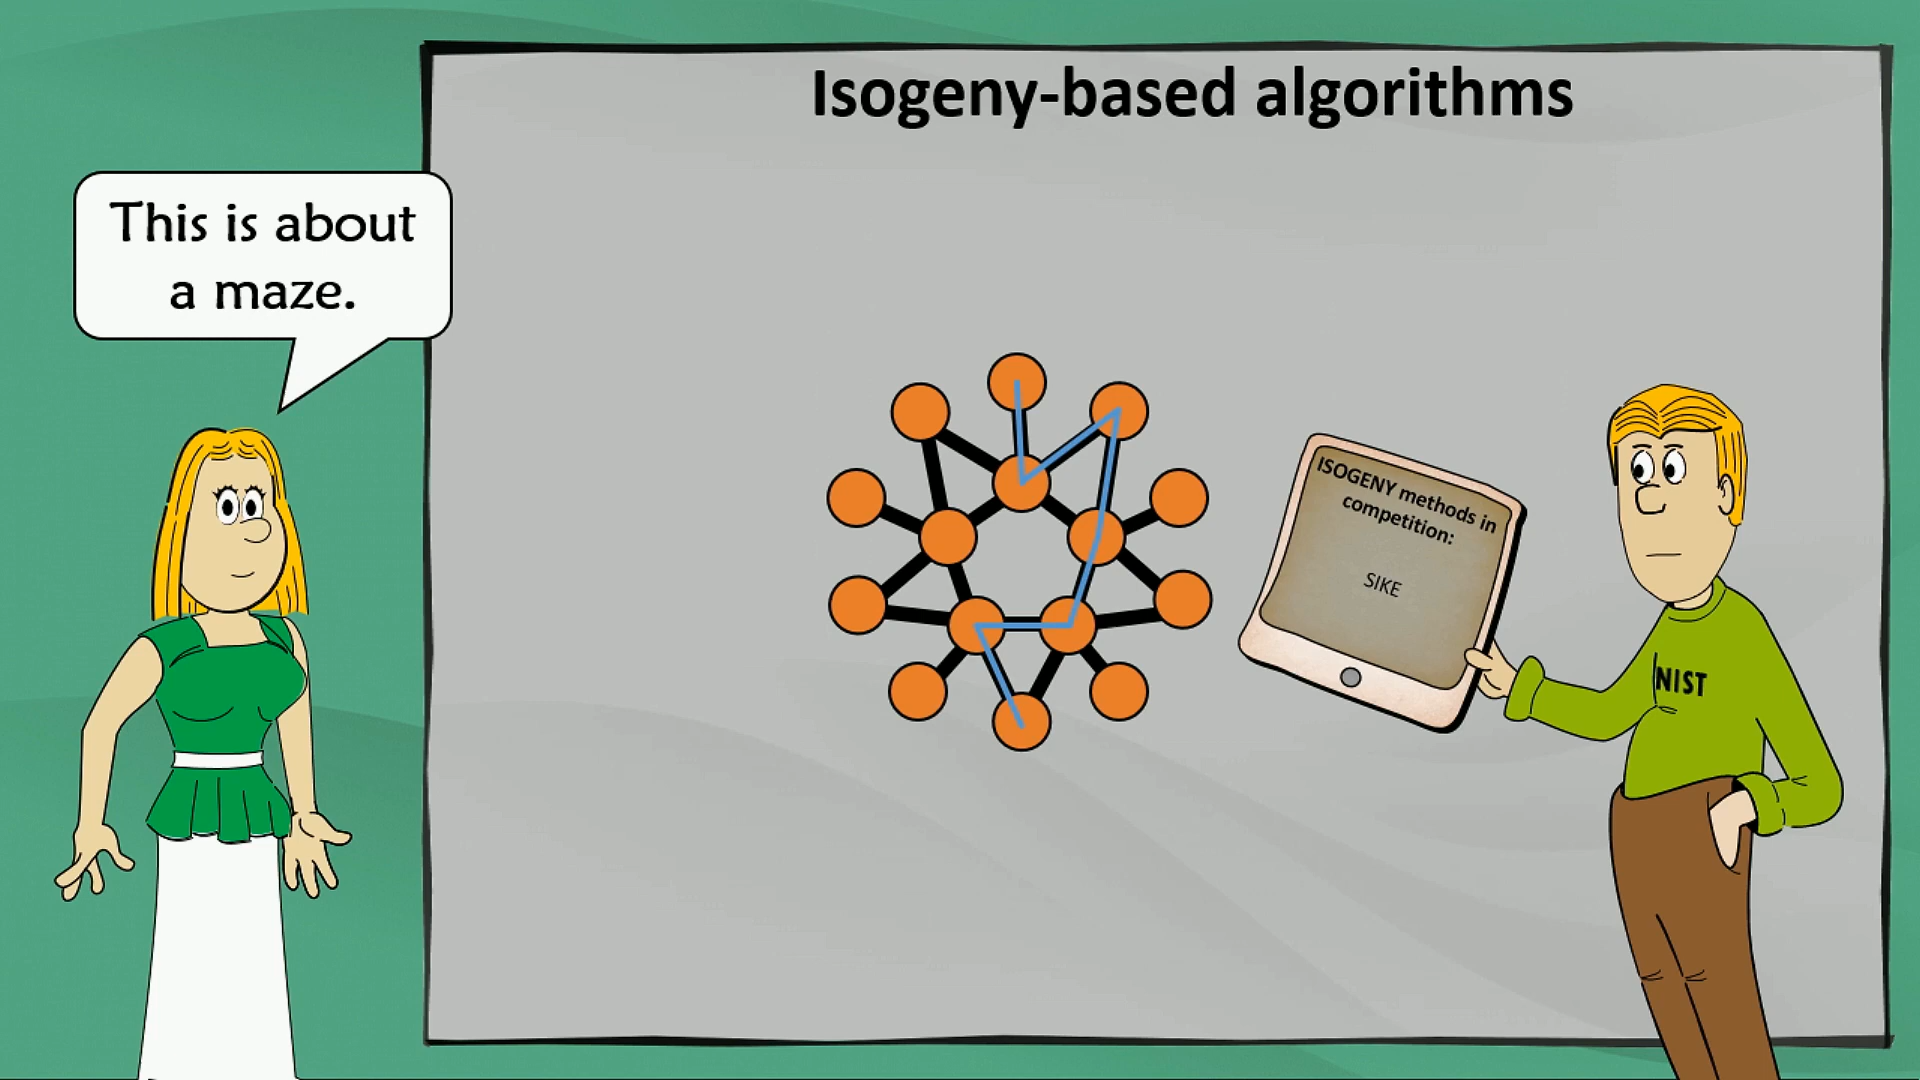 Isogeny-based algorithms
This is about
a maze.
ISOGENY methods in
competition:
SIKE
NIST